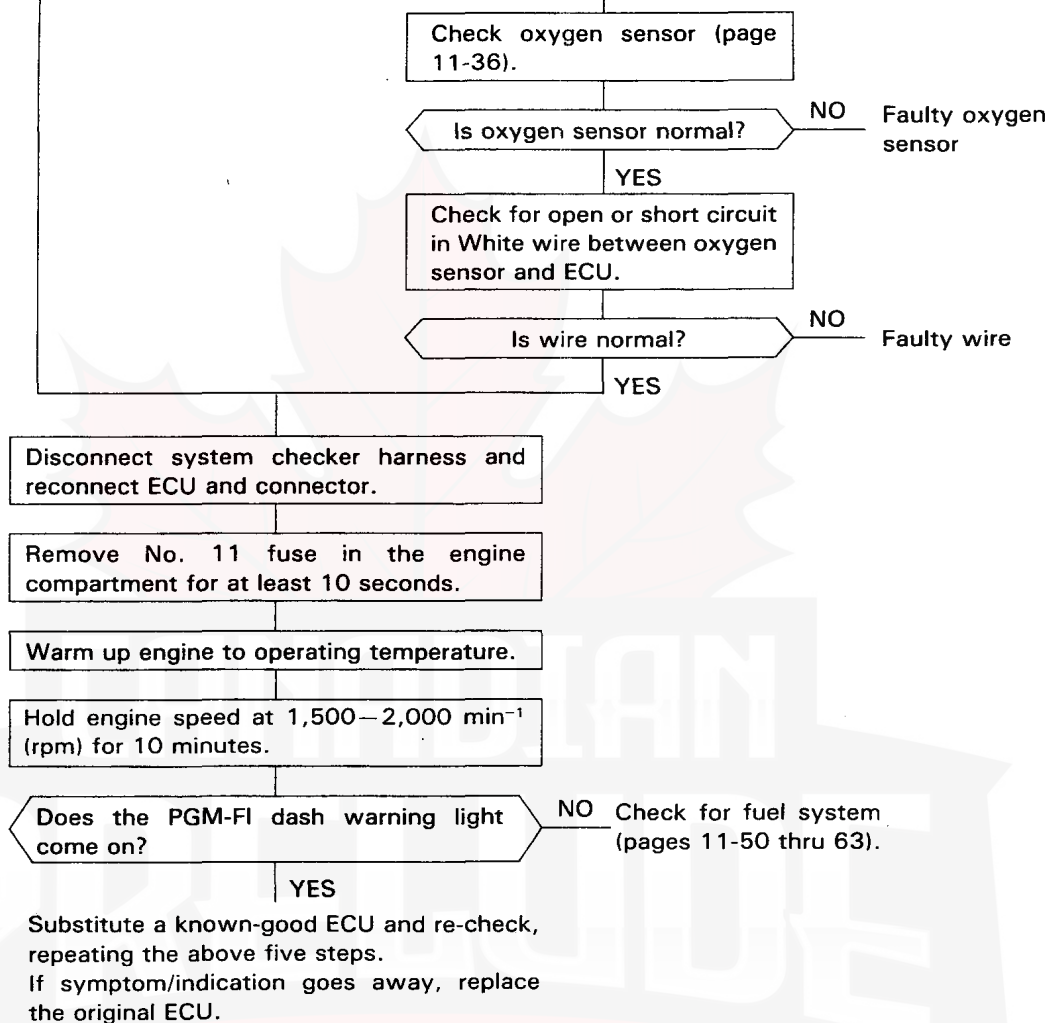 Check oxygen sensor (page
11-36).
Is oxygen sensor normal?
NO
Faulty oxygen
sensor
YES
Check for open or short circuit
in White wire between oxygen
sensor and ECU.
Is wire normal?
NO
Faulty wire
YES
Disconnect system checker harness and
reconnect ECU and connector.
Remove No. 11 fuse in the engine
compartment for at least 10 seconds.
Warm up engine to operating temperature.
Hold engine speed at 1,500—2,000 min⁻¹
(rpm) for 10 minutes.
Does the PGM-FI dash warning light
come on?
NO
Check for fuel system
(pages 11-50 thru 63).
YES
Substitute a known-good ECU and re-check,
repeating the above five steps.
If symptom/indication goes away, replace
the original ECU.
CANADIAN
PRELUDE